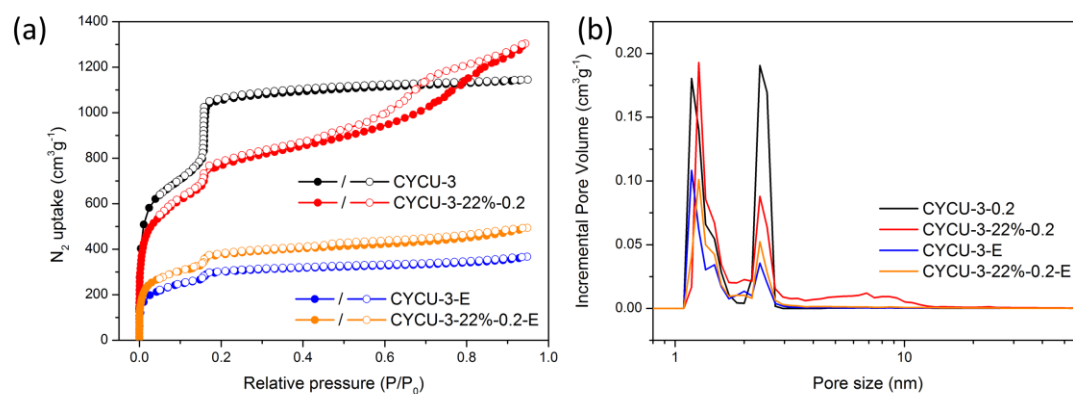 (a)
1400
1200
1000
800
600
400
200
0
N₂ uptake (cm³g⁻¹)
/ CYCU-3
/ CYCU-3-22%-0.2
/ CYCU-3-E
/ CYCU-3-22%-0.2-E
0.0 0.2 0.4 0.6 0.8 1.0
Relative pressure (P/P₀)
(b)
0.20
0.15
0.10
0.05
0.00
Incremental Pore Volume (cm³g⁻¹)
CYCU-3-0.2
CYCU-3-22%-0.2
CYCU-3-E
CYCU-3-22%-0.2-E
1 10
Pore size (nm)